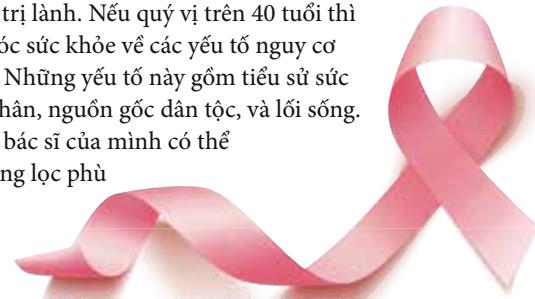 trị lành. Nếu quý vị trên 40 tuổi thì
óc sức khỏe về các yếu tố nguy cơ
Những yếu tố này gồm tiểu sử sức
hân, nguồn gốc dân tộc, và lối sống.
bác sĩ của mình có thể
ng lọc phù